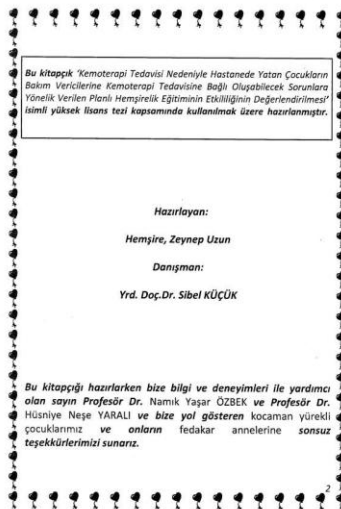 Bu kitapçık 'Kemoterapi Tedavisi Nedeniyle Hastanede Yatan Çocukların
Bakım Vericilerine Kemoterapi Tedavisine Bağlı Oluşabilecek Sorunlara
Yönelik Verilen Planlı Hemşirelik Eğitiminin Etkililiğinin Değerlendirilmesi'
isimli yüksek lisans tezi kapsamında kullanılmak üzere hazırlanmıştır.
Hazırlayan:
Hemşire, Zeynep Uzun
Danışman:
Yrd. Doç.Dr. Sibel KÜÇÜK
Bu kitapçığı hazırlarken bize bilgi ve deneyimleri ile yardımcı
olan sayın Profesör Dr. Namık Yaşar ÖZBEK ve Profesör Dr.
Hüsniye Neşe YARALI ve bize yol gösteren kocaman yürekli
çocuklarımız ve onların fedakar annelerine sonsuz
teşekkürlerimizi sunarız.
2